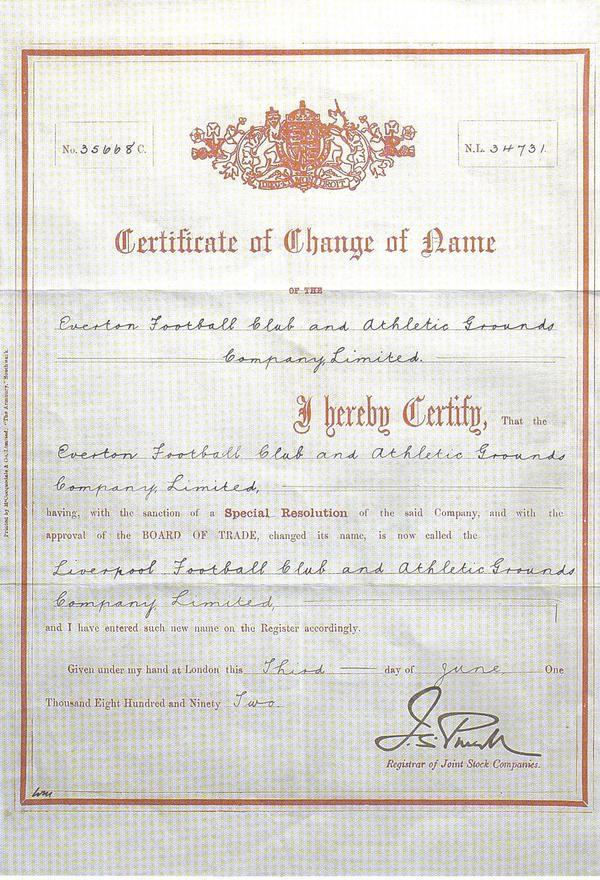 No. 35668 C.
N.L. 34731
Certificate of Change of Name
OF THE
Everton Football Club and Athletic Grounds
Company, Limited.
I hereby Certify, That the
Everton Football Club and Athletic Grounds
Company, Limited,
having, with the sanction of a Special Resolution of the said Company, and with the
approval of the BOARD OF TRADE, changed its name, is now called the
Liverpool Football Club and Athletic Grounds
Company, Limited,
and I have entered such new name on the Register accordingly.
Given under my hand at London this Third day of June One
Thousand Eight Hundred and Ninety Two
Registrar of Joint Stock Companies.